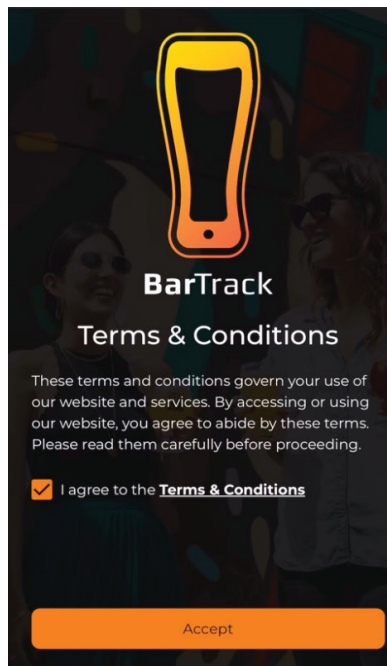 BarTrack
Terms & Conditions
These terms and conditions govern your use of
our website and services. By accessing or using
our website, you agree to abide by these terms.
Please read them carefully before proceeding.
I agree to the Terms & Conditions
Accept